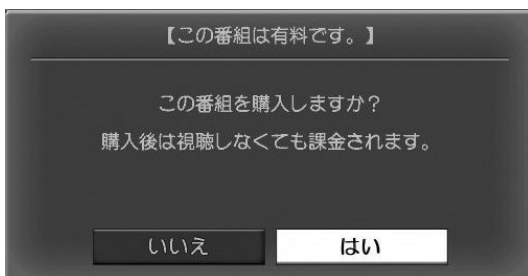 【この番組は有料です。】
この番組を購入しますか？
購入後は視聴しなくても課金されます。
いいえ はい